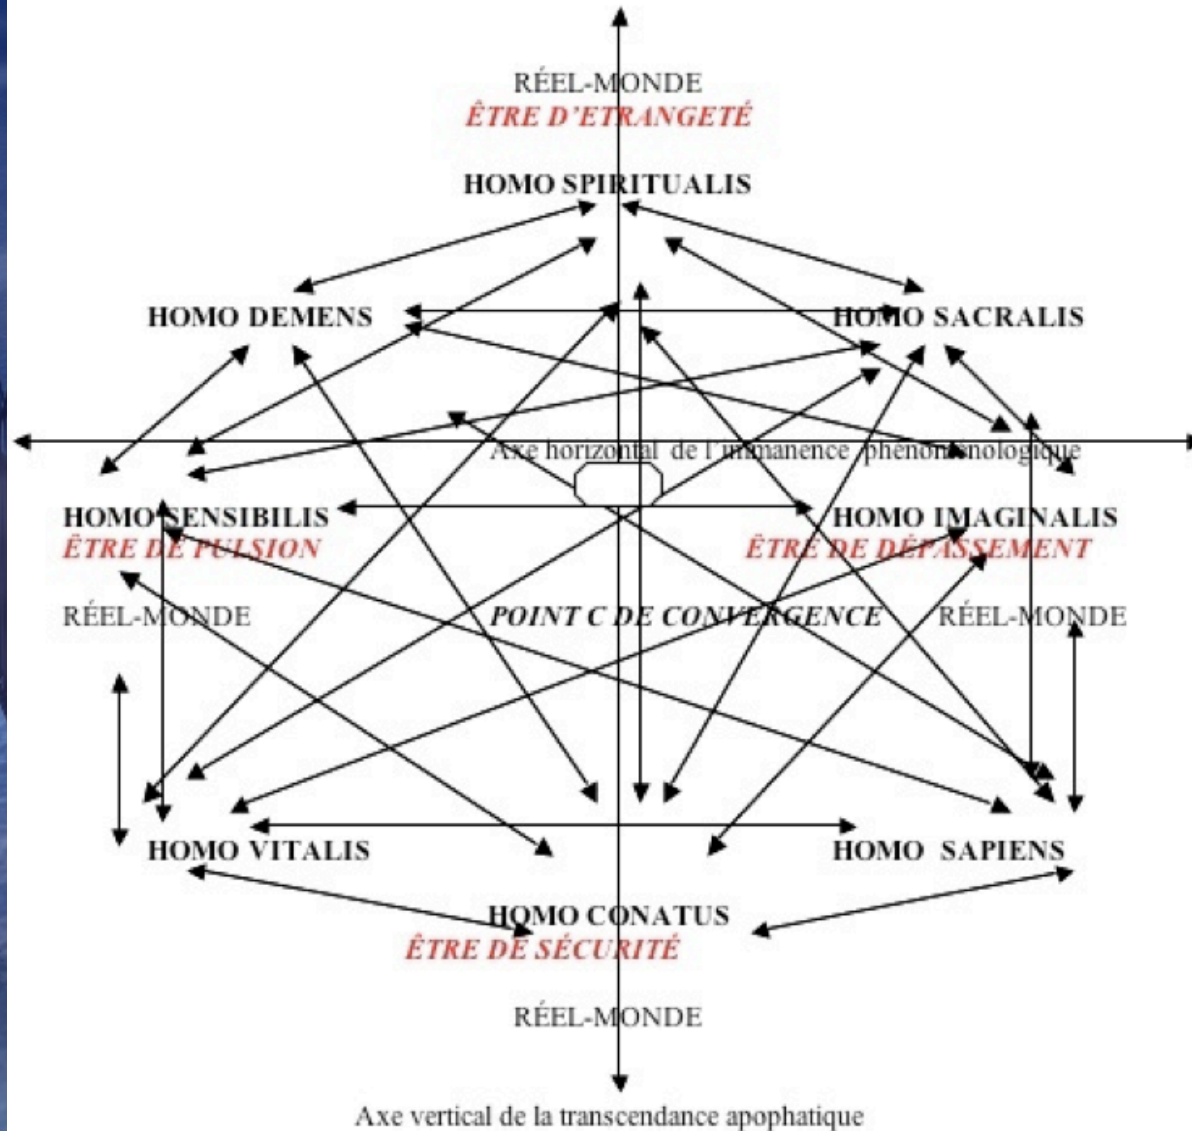 RÉEL-MONDE
ÊTRE D'ETRANGETÉ
HOMO SPIRITUALIS
HOMO DEMENS
HOMO SACRALIS
Axe horizontal de l'immanence phénoménologique
HOMO SENSIBILIS
HOMO IMAGINALIS
ÊTRE DE PULSION
ÊTRE DE DÉPASSEMENT
RÉEL-MONDE
POINT C DE CONVERGENCE
RÉEL-MONDE
HOMO VITALIS
HOMO SAPIENS
HOMO CONATUS
ÊTRE DE SÉCURITÉ
RÉEL-MONDE
Axe vertical de la transcendance apophatique